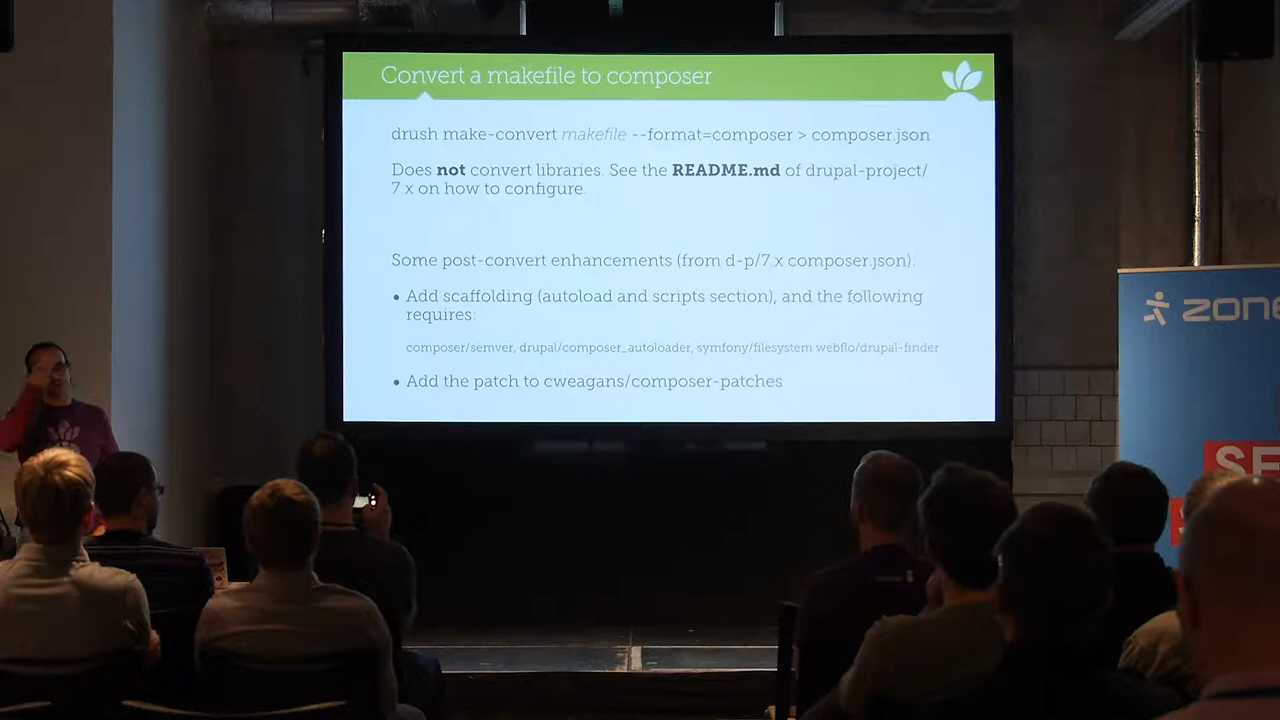 Convert a makefile to composer
drush make-convert makefile --format=composer > composer.json
Does not convert libraries. See the README.md of drupal-project/
7.x on how to configure.
Some post-convert enhancements (from d-p/7.x composer.json):
• Add scaffolding (autoload and scripts section), and the following
requires:
composer/semver, drupal/composer_autoloader, symfony/filesystem webflo/drupal-finder
• Add the patch to cweagans/composer-patches
zone
SE